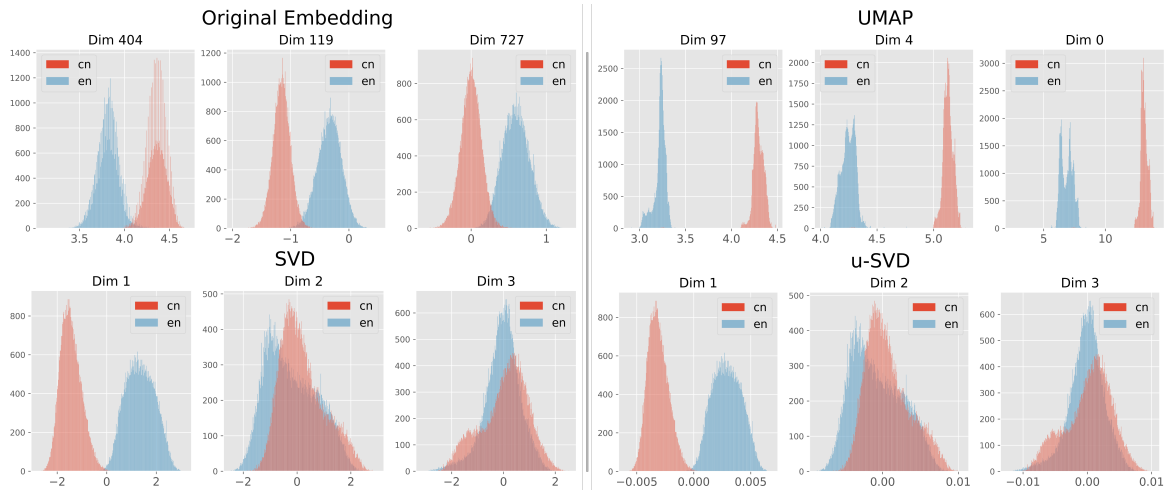 Original Embedding
Dim 404
Dim 119
Dim 727
1400
1200
1000
800
600
400
200
0
3.5 4.0 4.5
cn
en
1200
1000
800
600
400
200
0
−2 −1 0
cn
en
800
600
400
200
0
0 1
cn
en
UMAP
Dim 97
Dim 4
Dim 0
2500
2000
1500
1000
500
0
3.0 3.5 4.0 4.5
cn
en
2000
1750
1500
1250
1000
750
500
250
0
4.0 4.5 5.0
cn
en
3000
2500
2000
1500
1000
500
0
5 10
cn
en
SVD
Dim 1
Dim 2
Dim 3
800
600
400
200
0
−2 0 2
cn
en
500
400
300
200
100
0
−2 0 2
cn
en
600
500
400
300
200
100
0
−2 0 2
cn
en
u-SVD
Dim 1
Dim 2
Dim 3
800
600
400
200
0
−0.005 0.000 0.005
cn
en
500
400
300
200
100
0
0.00 0.01
cn
en
600
500
400
300
200
100
0
−0.01 0.00 0.01
cn
en